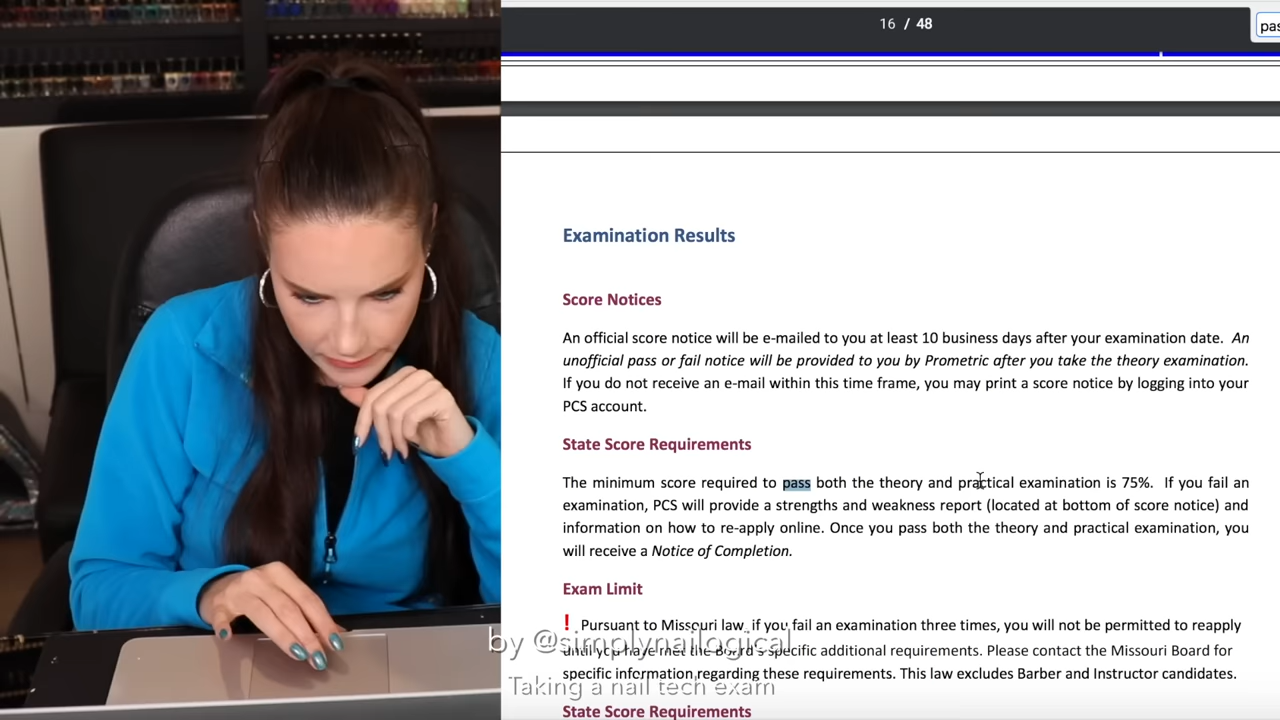 16 / 48
pas
Examination Results
Score Notices
An official score notice will be e-mailed to you at least 10 business days after your examination date. An
unofficial pass or fail notice will be provided to you by Prometric after you take the theory examination.
If you do not receive an e-mail within this time frame, you may print a score notice by logging into your
PCS account.
State Score Requirements
The minimum score required to pass both the theory and practical examination is 75%. If you fail an
examination, PCS will provide a strengths and weakness report (located at bottom of score notice) and
information on how to re-apply online. Once you pass both the theory and practical examination, you
will receive a Notice of Completion.
Exam Limit
! Pursuant to Missouri law, if you fail an examination three times, you will not be permitted to reapply
until you have met the Board's specific additional requirements. Please contact the Missouri Board for
specific information regarding these requirements. This law excludes Barber and Instructor candidates.
State Score Requirements
by @simplynailogical
Taking a nail tech exam